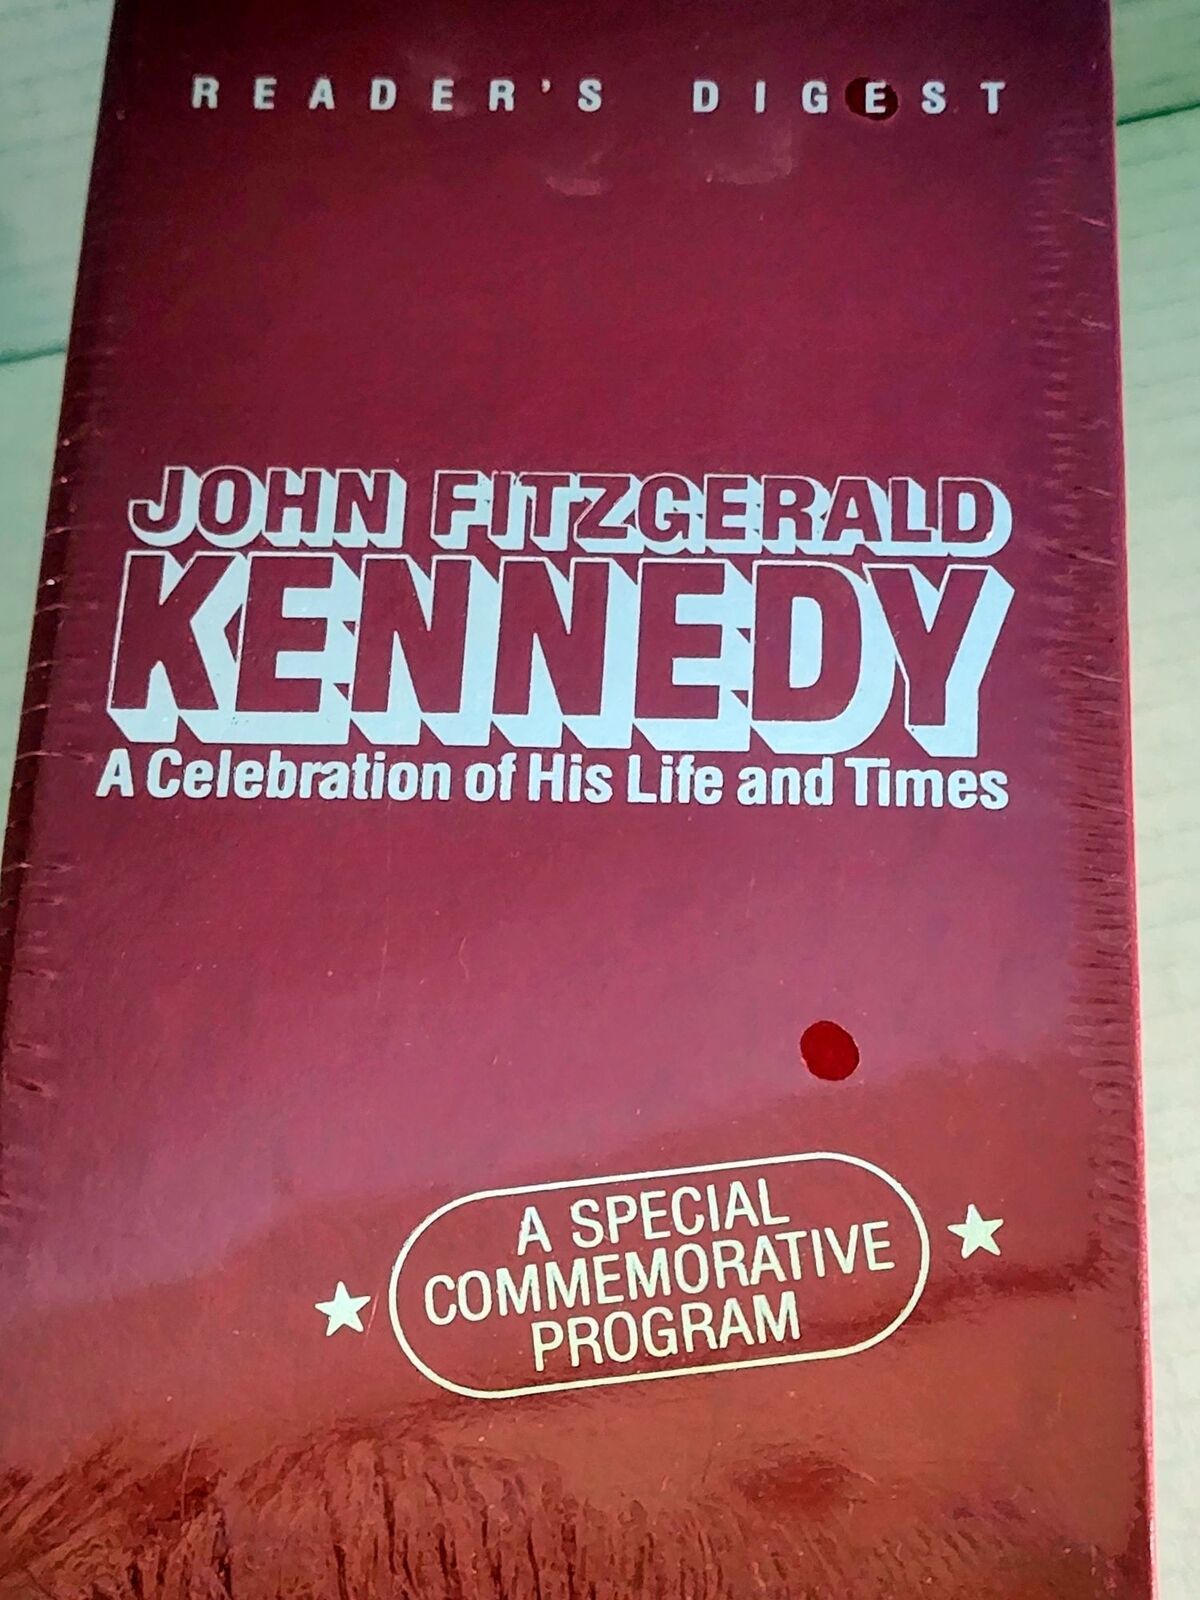 READER'S DIGEST
JOHN FITZGERALD
KENNEDY
A Celebration of His Life and Times
A SPECIAL
COMMEMORATIVE
PROGRAM